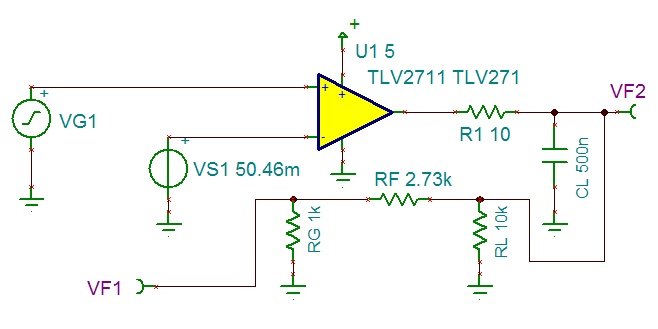 +
U1 5
TLV2711 TLV271
+
VG1
+
+
-
+
VS1 50.46m
R1 10
VF2
CL 500n
RF 2.73k
RG 1k
RL 10k
VF1